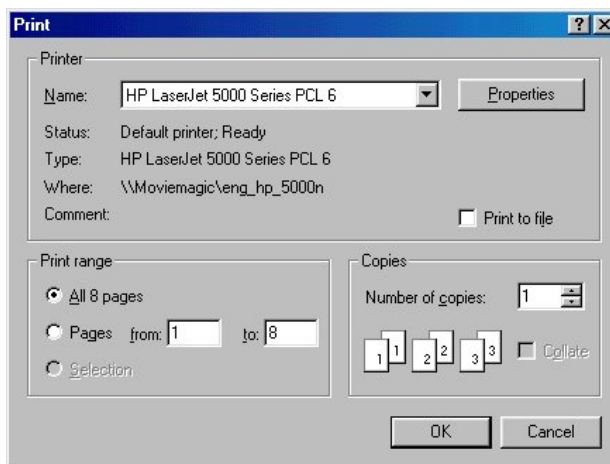 Print
Printer
Name: HP LaserJet 5000 Series PCL 6 Properties
Status: Default printer; Ready
Type: HP LaserJet 5000 Series PCL 6
Where: \\Moviemagic\eng_hp_5000n
Comment: Print to file
Print range
All 8 pages
Pages from: 1 to: 8
Selection
Copies
Number of copies: 1
1 1 2 2 3 3 Collate
OK Cancel